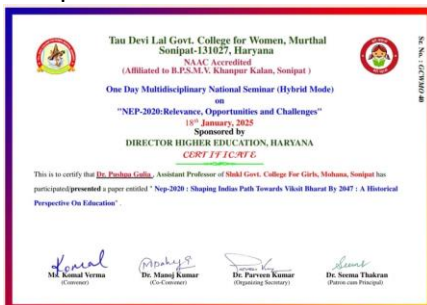 Tau Devi Lal Govt. College for Women, Murthal
Sonipat-131027, Haryana
NAAC Accredited
(Affiliated to B.P.S.M.V. Khanpur Kalan, Sonipat )
One Day Multidisciplinary National Seminar (Hybrid Mode)
on
"NEP-2020:Relevance, Opportunities and Challenges"
18th January, 2025
Sponsored by
DIRECTOR HIGHER EDUCATION, HARYANA
CERTIFICATE
This is to certify that Dr. Pushpa Gulia , Assistant Professor of Shkl Govt. College For Girls, Mohana, Sonipat has
participated/presented a paper entitled " Nep-2020 : Shaping Indias Path Towards Viksit Bharat By 2047 : A Historical
Perspective On Education" .
Ms. Komal Verma
(Convener)
Dr. Manoj Kumar
(Co-Convener)
Dr. Parveen Kumar
(Organizing Secretary)
Dr. Seema Thakran
(Patron cum Principal)
Sr. No. : GCWMO 40